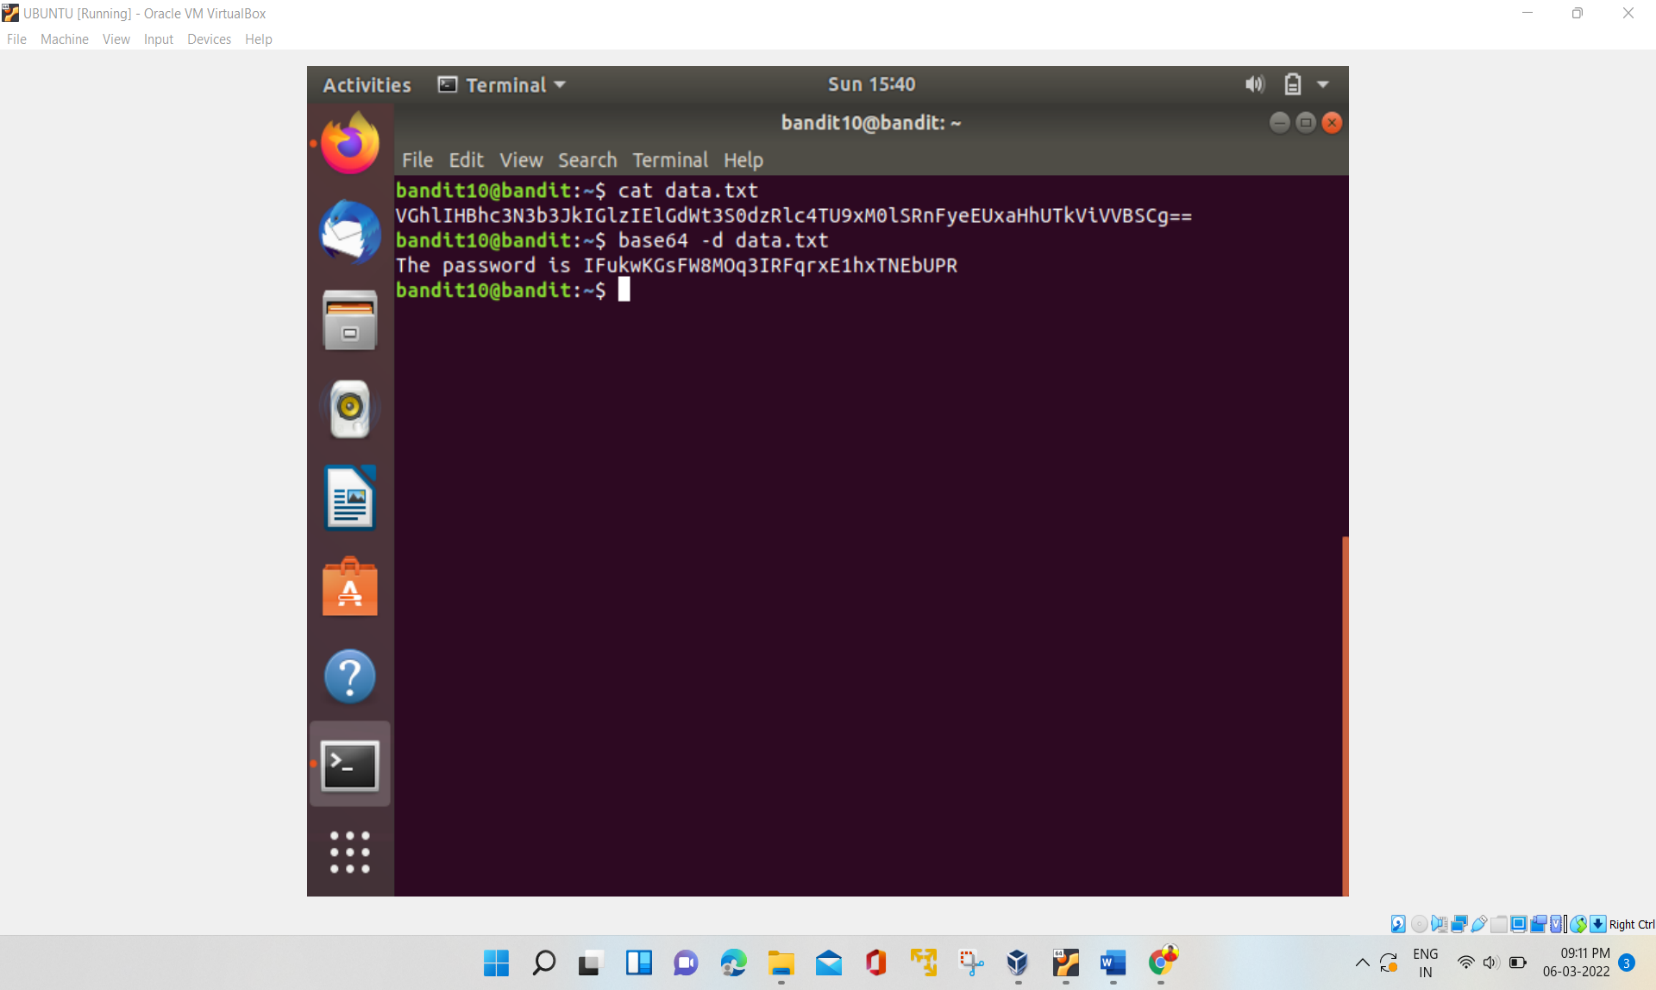 UBUNTU [Running] - Oracle VM VirtualBox
File Machine View Input Devices Help
Activities Terminal Sun 15:40
bandit10@bandit: ~
File Edit View Search Terminal Help
bandit10@bandit:~$ cat data.txt
VGhlIHBhc3N3b3JkIGlzIElGdWt3S0dzRlc4TU9xM0lSRnFyeEUxaHhUTkViVVBSCg==
bandit10@bandit:~$ base64 -d data.txt
The password is IFukwKGsFW8MOq3IRFqrxE1hxTNEbUPR
bandit10@bandit:~$
Right Ctrl
ENG
IN
09:11 PM
06-03-2022
3